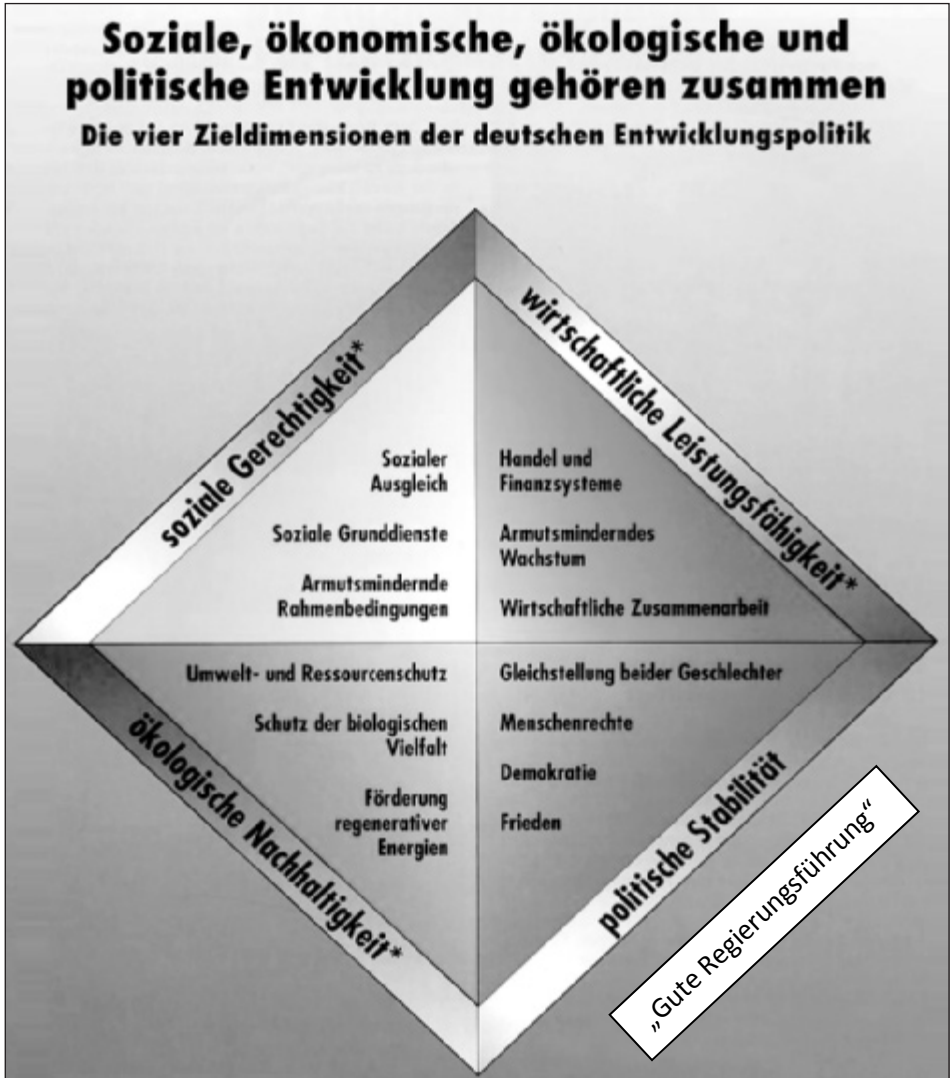 Soziale, ökonomische, ökologische und
politische Entwicklung gehören zusammen
Die vier Zieldimensionen der deutschen Entwicklungspolitik
soziale Gerechtigkeit*
Sozialer
Ausgleich
Soziale Grunddienste
Armutsmindernde
Rahmenbedingungen
wirtschaftliche Leistungsfähigkeit*
Handel und
Finanzsysteme
Armutsminderndes
Wachstum
Wirtschaftliche Zusammenarbeit
ökologische Nachhaltigkeit*
Umwelt- und Ressourcenschutz
Schutz der biologischen
Vielfalt
Förderung
regenerativer
Energien
politische Stabilität
Gleichstellung beider Geschlechter
Menschenrechte
Demokratie
Frieden
„Gute Regierungsführung“